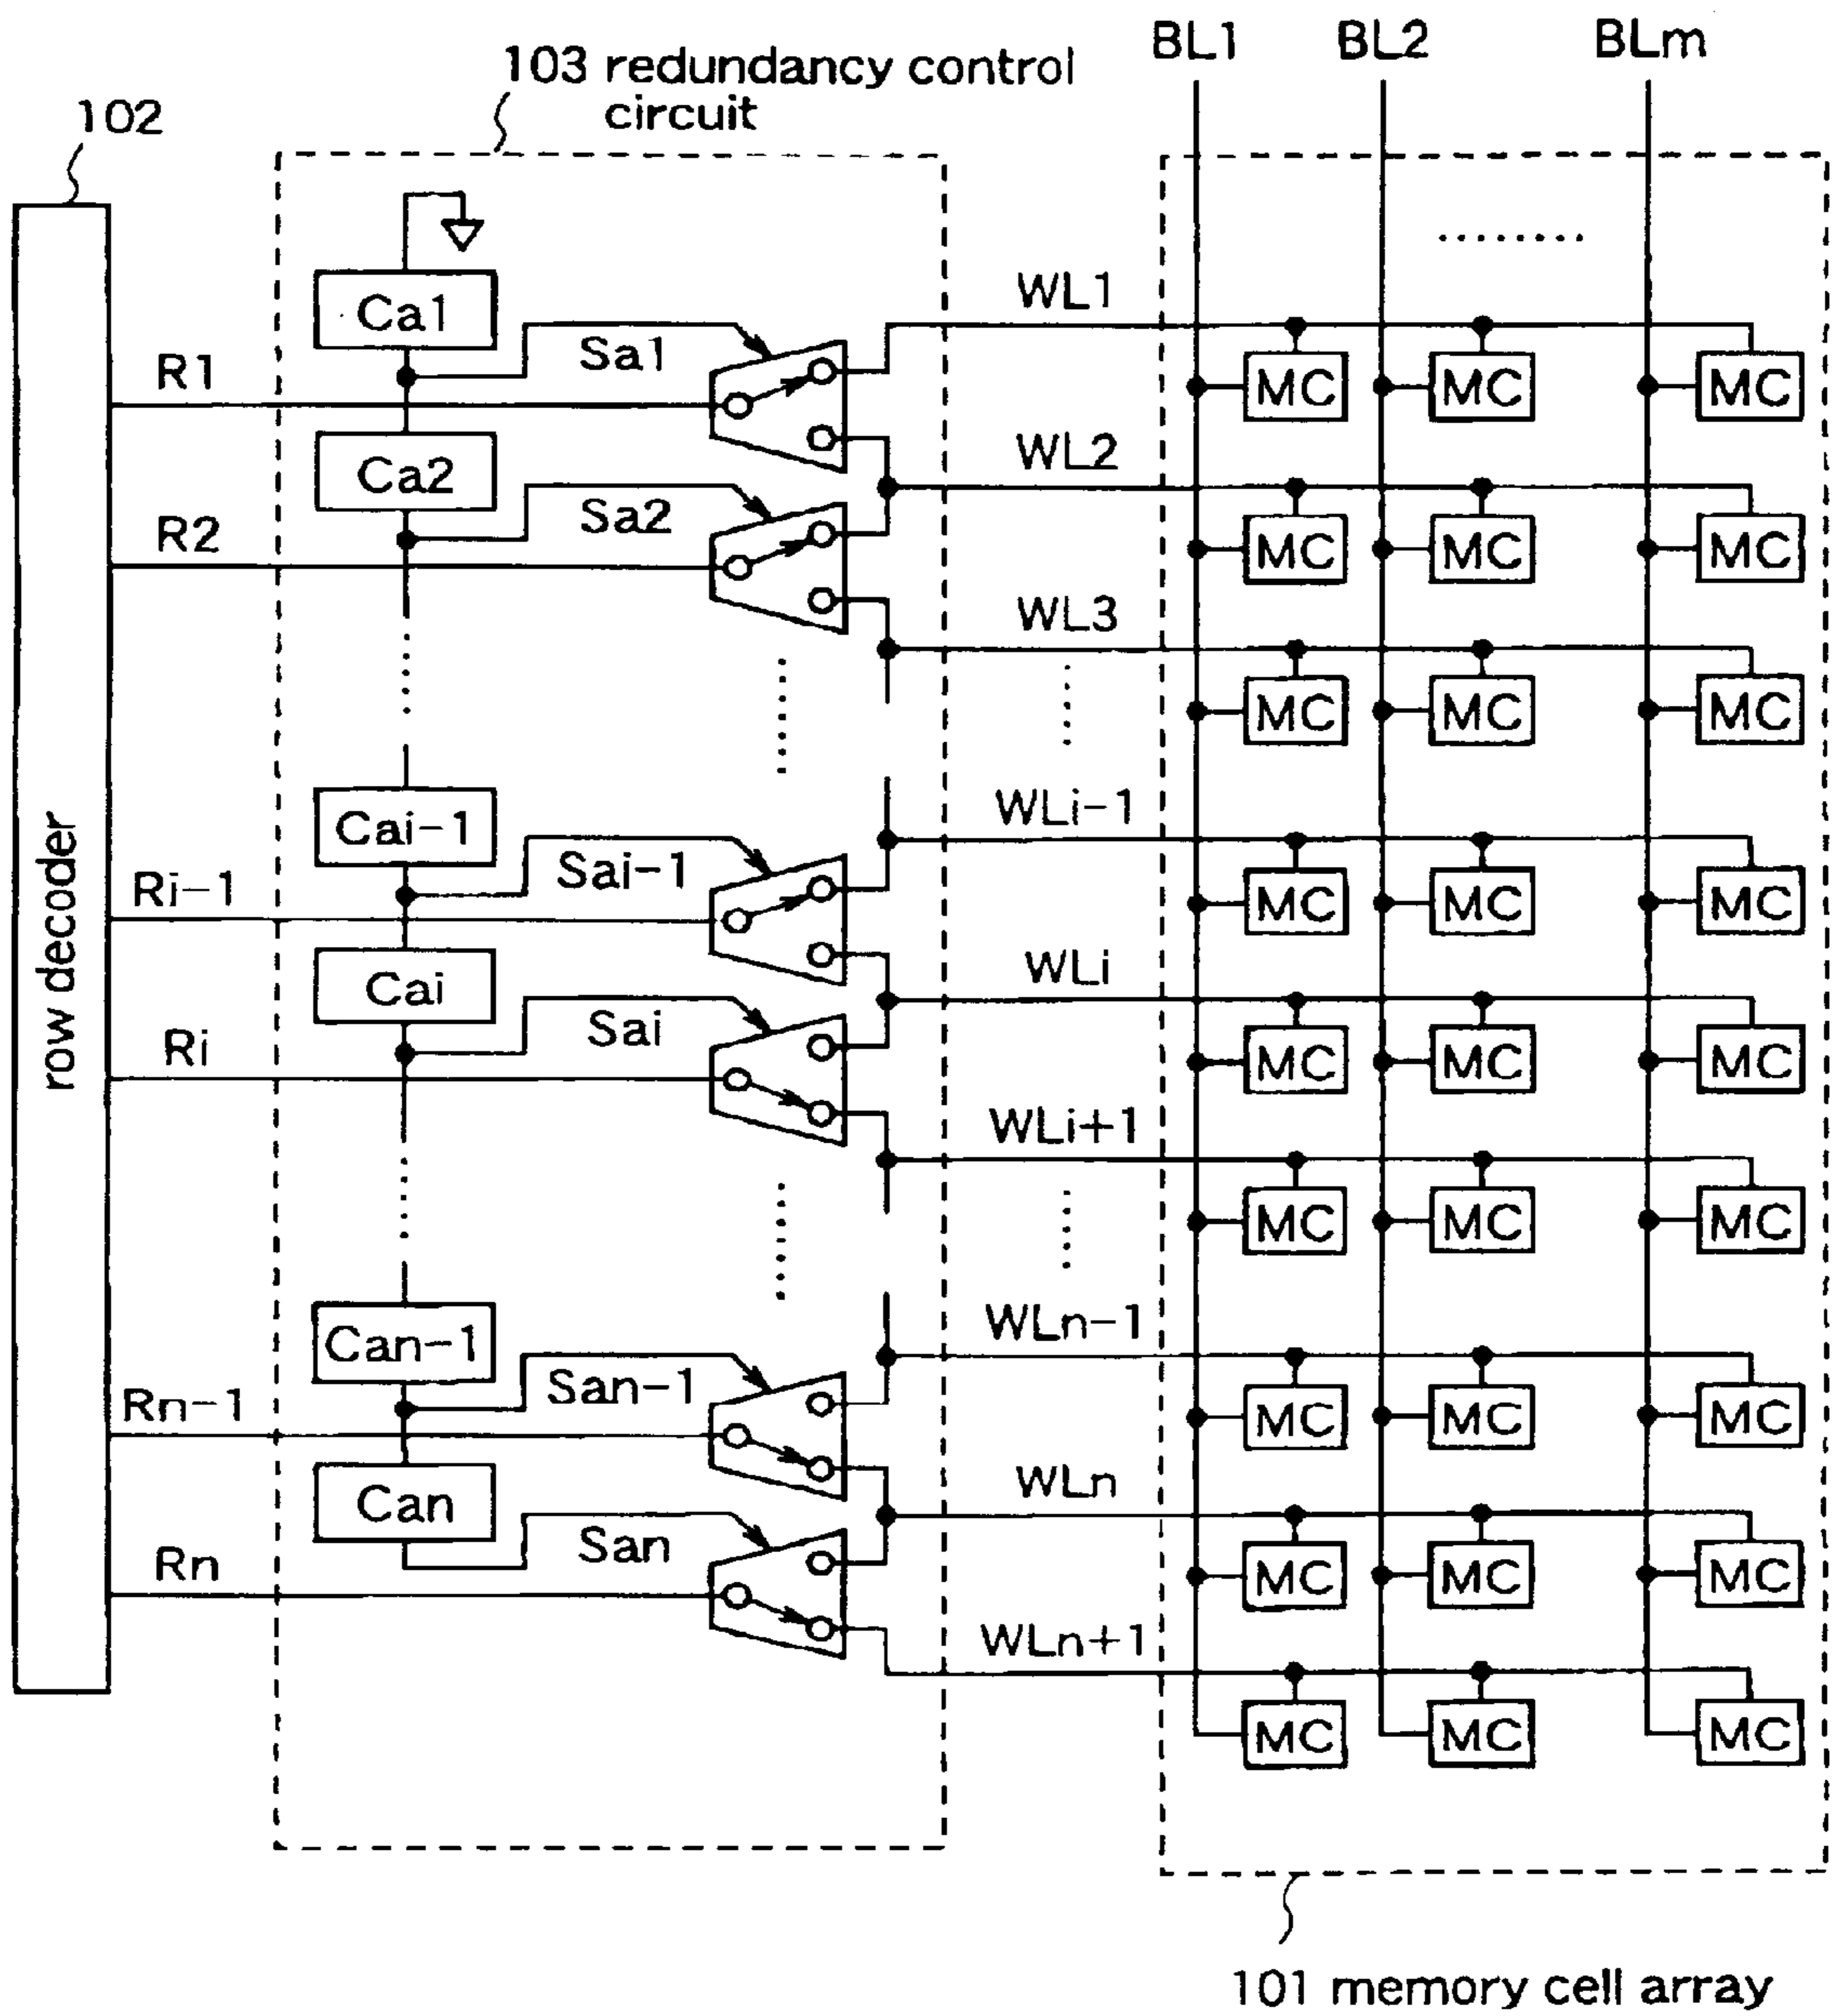 BL1 BL2 BLm
103 redundancy control
circuit
102
Ca1
WL1
Sa1
R1
MC MC MC
WL2
Ca2
Sa2
R2
MC MC MC
WL3
MC MC MC
WLi-1
Cai-1
Sai-1
Ri-1
MC MC MC
row decoder
WLi
Cai
Sai
Ri
MC MC MC
WLi+1
MC MC MC
WLn-1
Can-1
San-1
Rn-1
MC MC MC
WLn
Can
San
Rn
MC MC MC
WLn+1
MC MC MC
101 memory cell array